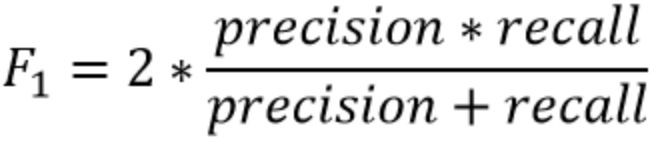 F₁ = 2 * precision * recall / precision + recall